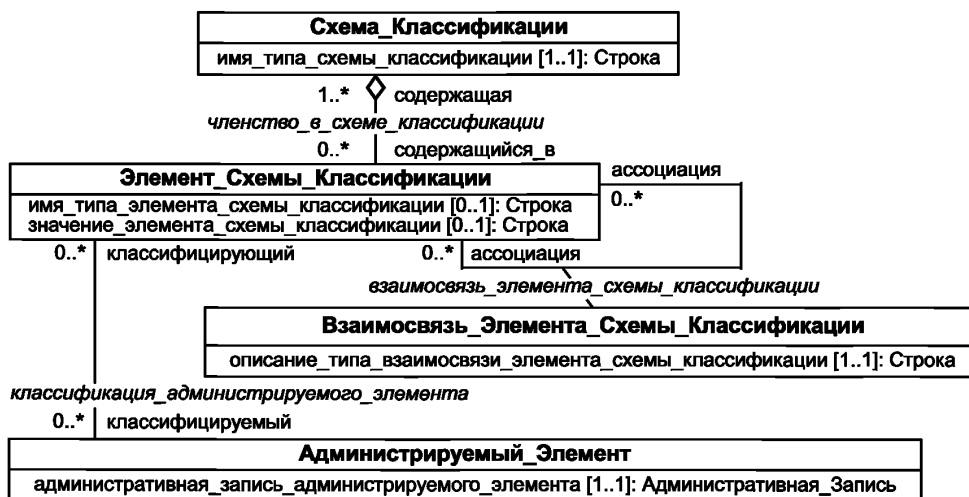 Схема_Классификации
имя_типа_схемы_классификации [1..1]: Строка
1..* содержащая
членство_в_схеме_классификации
0..* содержащийся_в
Элемент_Схемы_Классификации
имя_типа_элемента_схемы_классификации [0..1]: Строка
значение_элемента_схемы_классификации [0..1]: Строка
ассоциация
0..*
0..* классифицирующий
0..* ассоциация
взаимосвязь_элемента_схемы_классификации
Взаимосвязь_Элемента_Схемы_Классификации
описание_типа_взаимосвязи_элемента_схемы_классификации [1..1]: Строка
классификация_администрируемого_элемента
0..* классифицируемый
Администрируемый_Элемент
административная_запись_администрируемого_элемента [1..1]: Административная_Запись